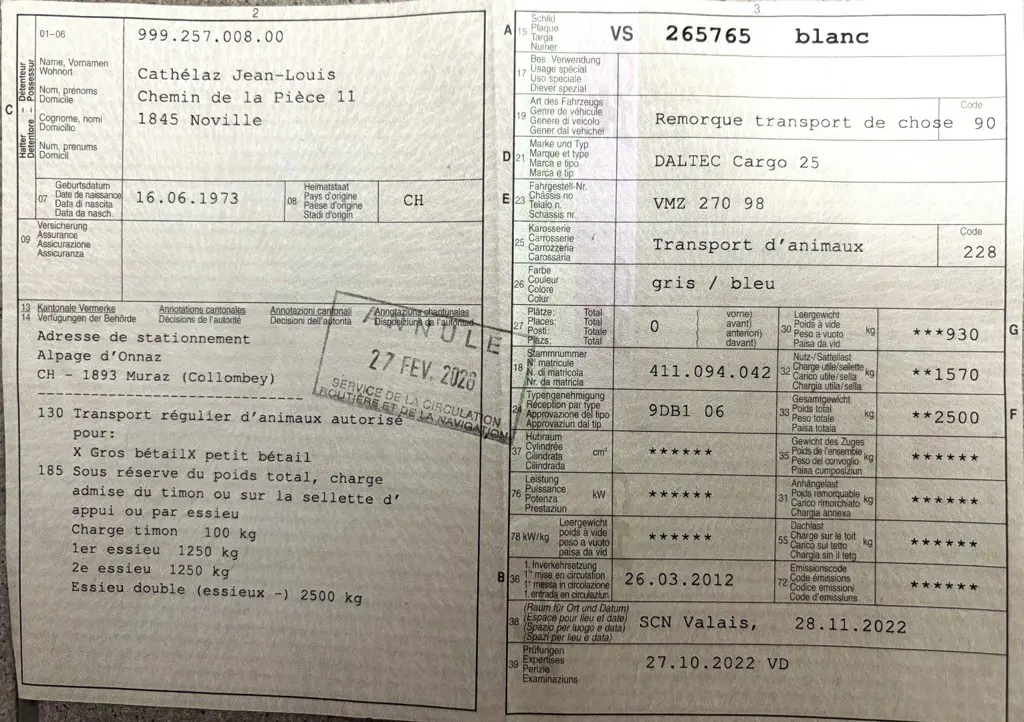 2
01-06
999.257.008.00
Détenteur Possesseur
Halter Detentore
C
Name, Vornamen
Wohnort
Nom, prénoms
Domicile
Cognome, nomi
Domicilio
Num, prenums
Domicil
Cathélaz Jean-Louis
Chemin de la Pièce 11
1845 Noville
07
Geburtsdatum
Date de naissance
Data di nascita
Data da nasch.
16.06.1973
08
Heimatstaat
Pays d'origine
Paese d'origine
Stadi d'origin
CH
09
Versicherung
Assurance
Assicurazione
Assicuranza
13 Kantonale Vermerke Annotations cantonales Annotazioni cantonali Annotaziuns chantunalas
14 Verfügungen der Behörde Décisions de l'autorité Decisioni dell'autorità Disposiziuns da l'autoritad
Adresse de stationnement
Alpage d'Onnaz
CH - 1893 Muraz (Collombey)
------------------------------
130 Transport régulier d'animaux autorisé
pour:
X Gros bétailX petit bétail
185 Sous réserve du poids total, charge
admise du timon ou sur la sellette d'
appui ou par essieu
Charge timon 100 kg
1er essieu 1250 kg
2e essieu 1250 kg
Essieu double (essieux -) 2500 kg
ANNULÉ
27 FEV. 2026
SERVICE DE LA CIRCULATION
ROUTIÈRE ET DE LA NAVIGATION
3
A 15
Schild
Plaque
Targa
Numer
VS 265765 blanc
17
Bes. Verwendung
Usage spécial
Uso speciale
Diever spezial
19
Art des Fahrzeugs
Genre de véhicule
Genere di veicolo
Gener dal vehichel
Remorque transport de chose
Code
90
D 21
Marke und Typ
Marque et type
Marca e tipo
Marca e tip
DALTEC Cargo 25
E 23
Fahrgestell-Nr.
Châssis no
Telaio n.
Schassis nr.
VMZ 270 98
25
Karosserie
Carrosserie
Carrozzeria
Carossaria
Transport d'animaux
Code
228
26
Farbe
Couleur
Colore
Colur
gris / bleu
27
Plätze: Total
Places: Total
Posti: Totale
Plazs: Total
0
vorne)
avant)
anteriori)
davant)
30
Leergewicht
Poids à vide
Peso a vuoto
Paisa da vid
kg
***930
G
18
Stammnummer
N° matricule
N. di matricola
Nr. da matricla
411.094.042
32
Nutz-/Sattellast
Charge utile/sellette
Carico utile/sella
Chargia utila/sella
kg
**1570
24
Typengenehmigung
Réception par type
Approvazione del tipo
Approvaziun dal tip
9DB1 06
33
Gesamtgewicht
Poids total
Peso totale
Paisa totala
kg
**2500
F
37
Hubraum
Cylindrée
Cilindrata
Cilindrada
cm³
******
35
Gewicht des Zuges
Poids de l'ensemble
Peso del convoglio
Paisa cumposiziun
kg
******
76
Leistung
Puissance
Potenza
Prestaziun
kW
******
31
Anhängelast
Poids remorquable
Carico rimorchiato
Chargia annexa
kg
******
78 kW/kg
Leergewicht
poids à vide
peso a vuoto
paisa da vid
******
55
Dachlast
Charge sur le toit
Carico sul tetto
Chargia sin il tetg
kg
******
B 36
1. Inverkehrsetzung
1re mise en circulation
1a messa in circolazione
1. entrada en circulaziun
26.03.2012
72
Emissionscode
Code émissions
Codice emissioni
Code d'emissiuns
******
38
(Raum für Ort und Datum)
(Espace pour lieu et date)
(Spazio per luogo e data)
(Spazi per lieu e data)
SCN Valais, 28.11.2022
39
Prüfungen
Expertises
Perizie
Examinaziuns
27.10.2022 VD